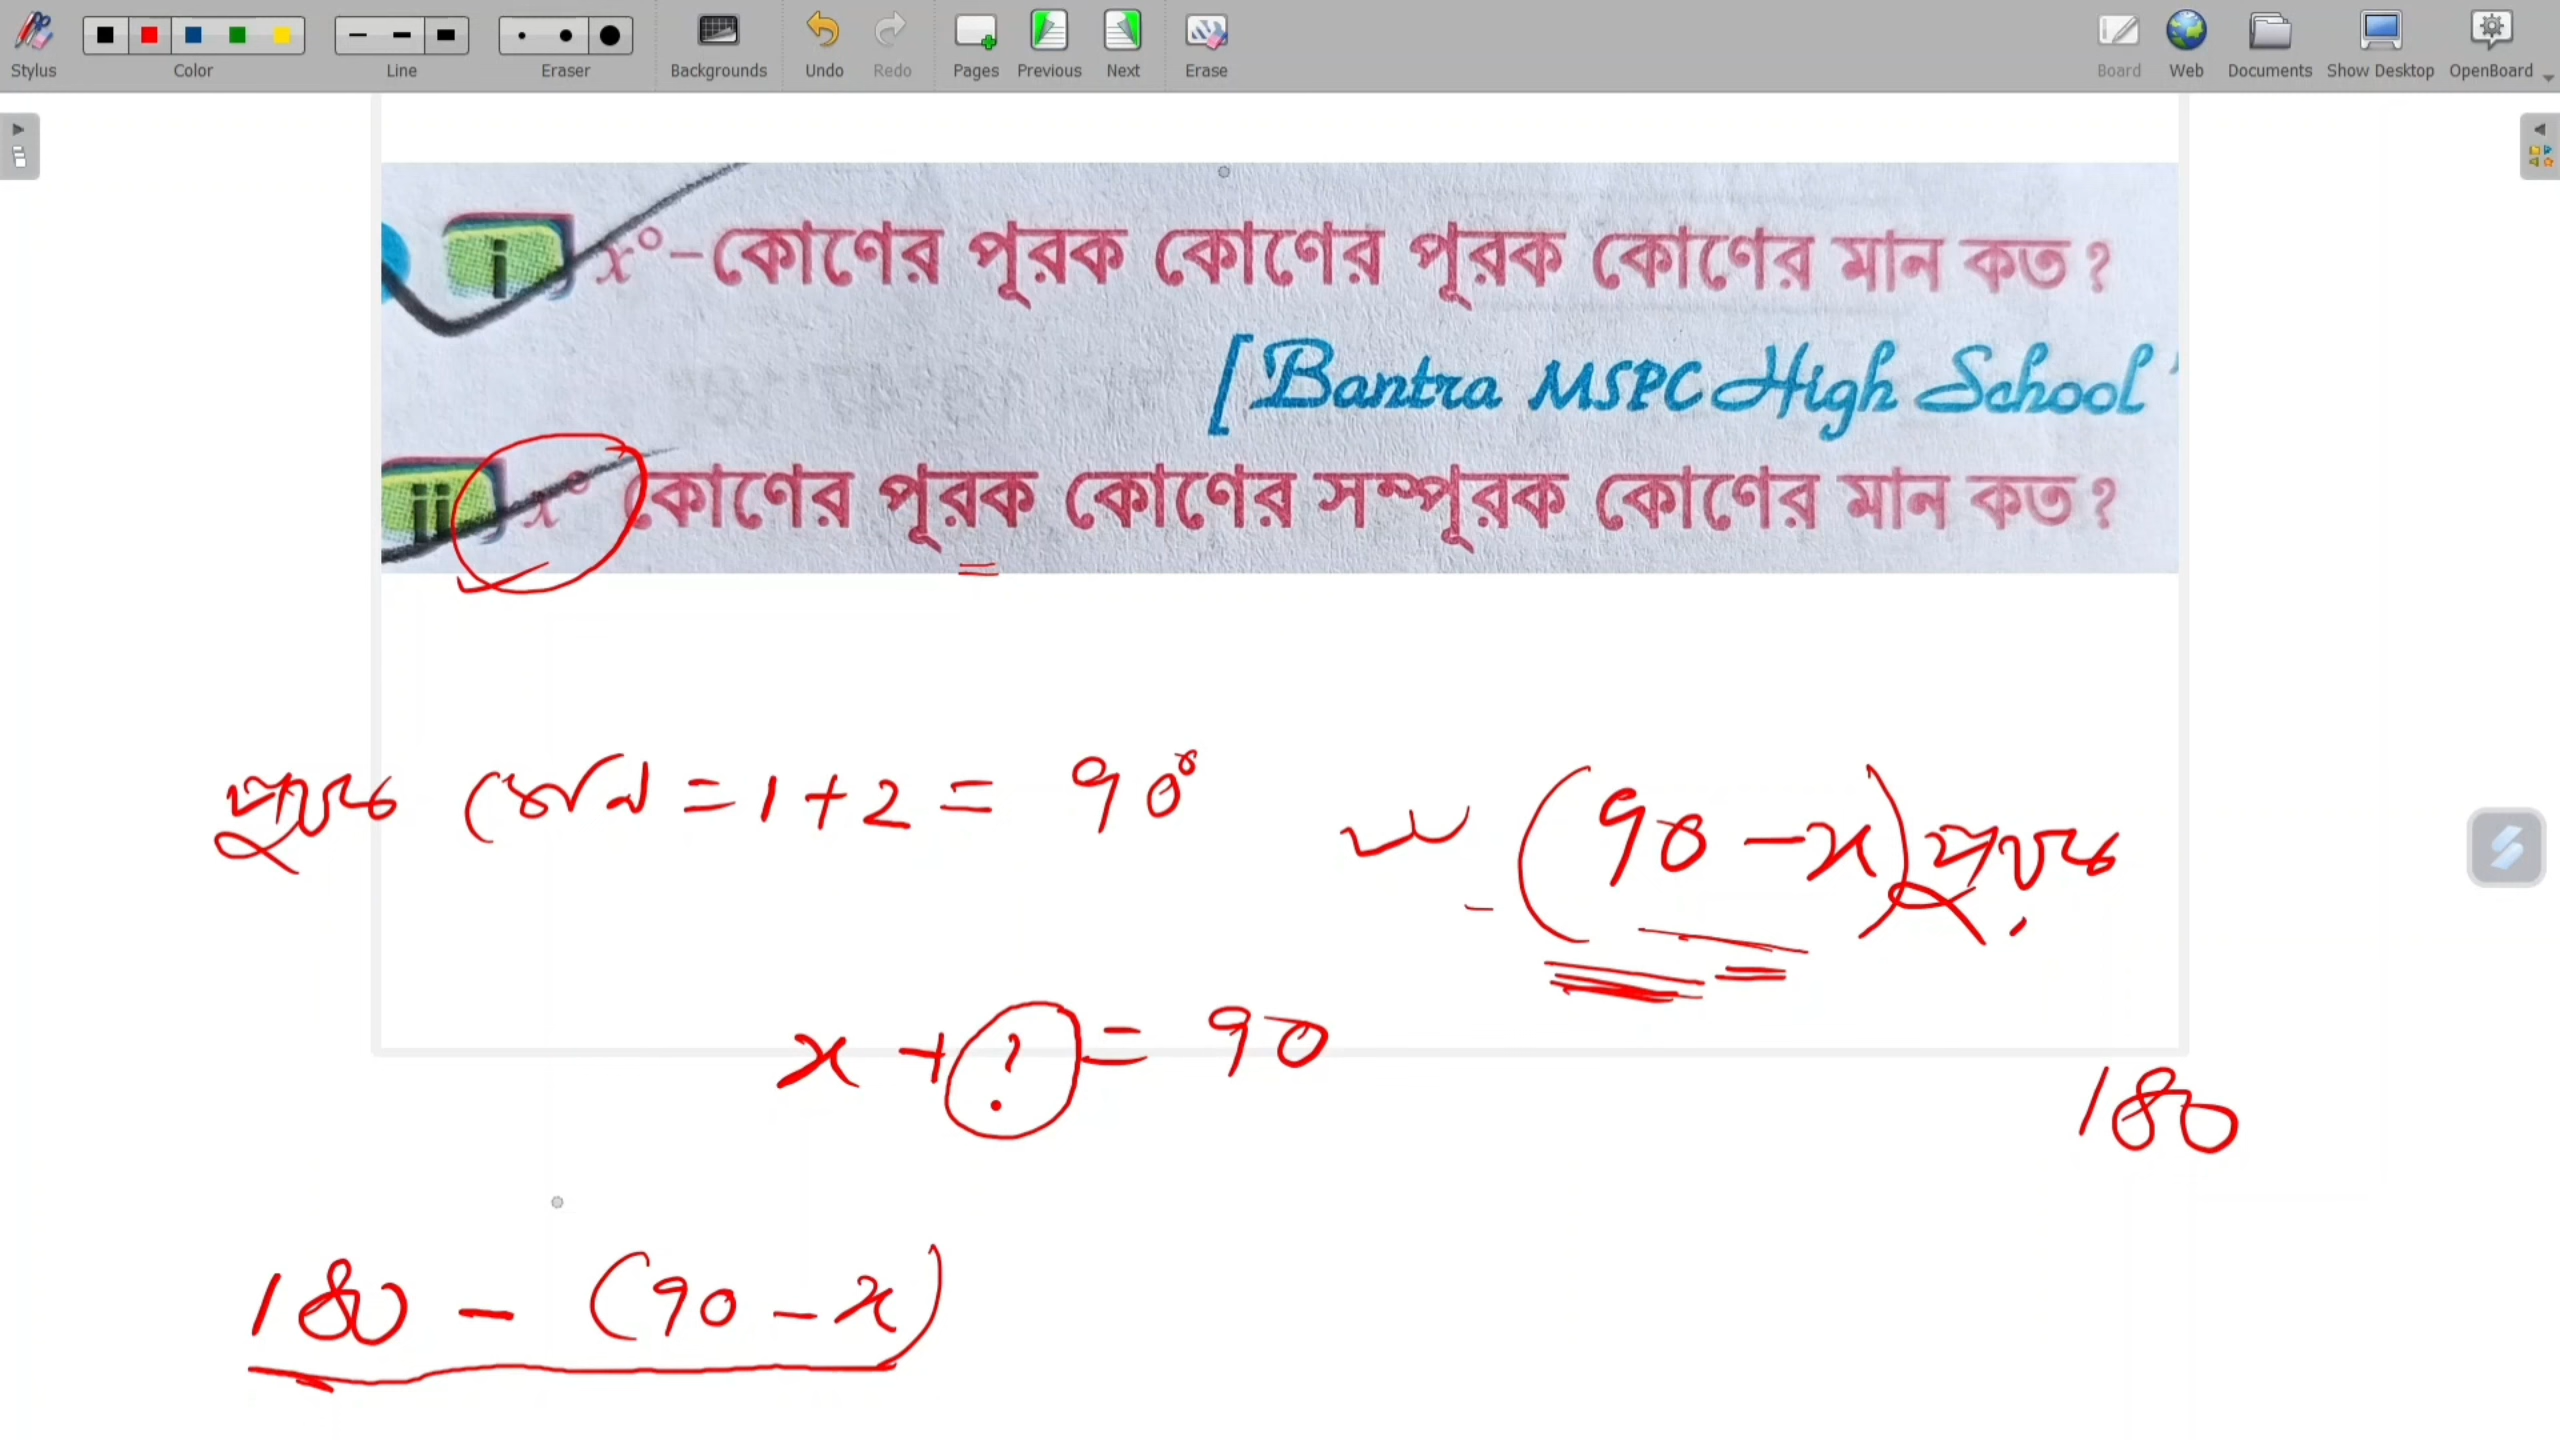 Stylus Color Line Eraser Backgrounds Undo Redo Pages Previous Next Erase Board Web Documents Show Desktop OpenBoard
i x°-কোণের পূরক কোণের পূরক কোণের মান কত?
[Bantra MSPC High School
ii x° কোণের পূরক কোণের সম্পূরক কোণের মান কত?
পূরক কোন = 1 + 2 = 90°
(90 - x) পূরক
x + ? = 90
180
180 - (90 - x)